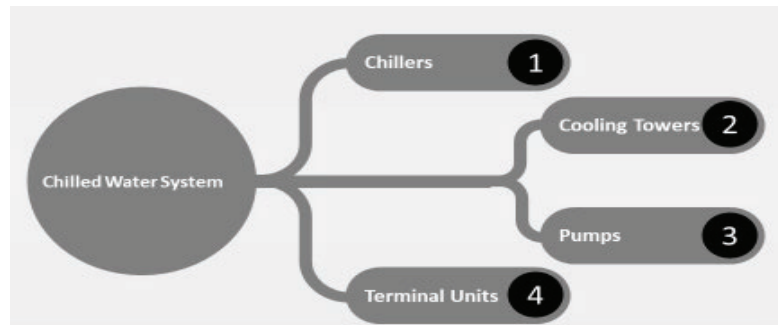 Chillers 1
Cooling Towers 2
Chilled Water System
Pumps 3
Terminal Units 4